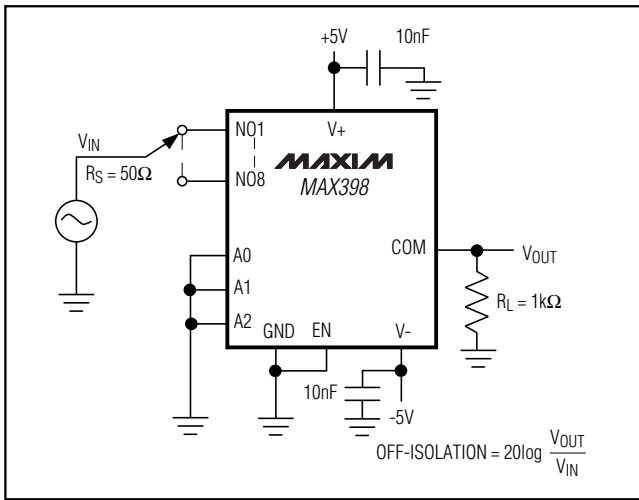 +5V
10nF
NO1
V+
VIN
RS = 50Ω
MAXIM
MAX398
NO8
A0
COM
VOUT
A1
RL = 1kΩ
A2
GND
EN
V-
10nF
-5V
OFF-ISOLATION = 20log VOUT
VIN